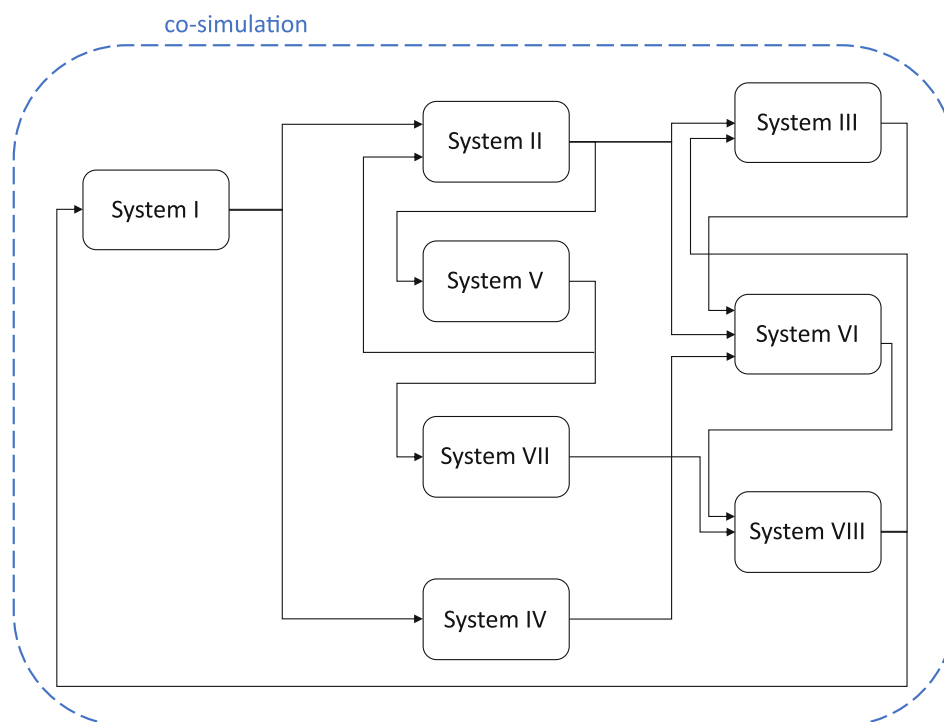 co-simulation
System I
System II
System III
System V
System VI
System VII
System VIII
System IV